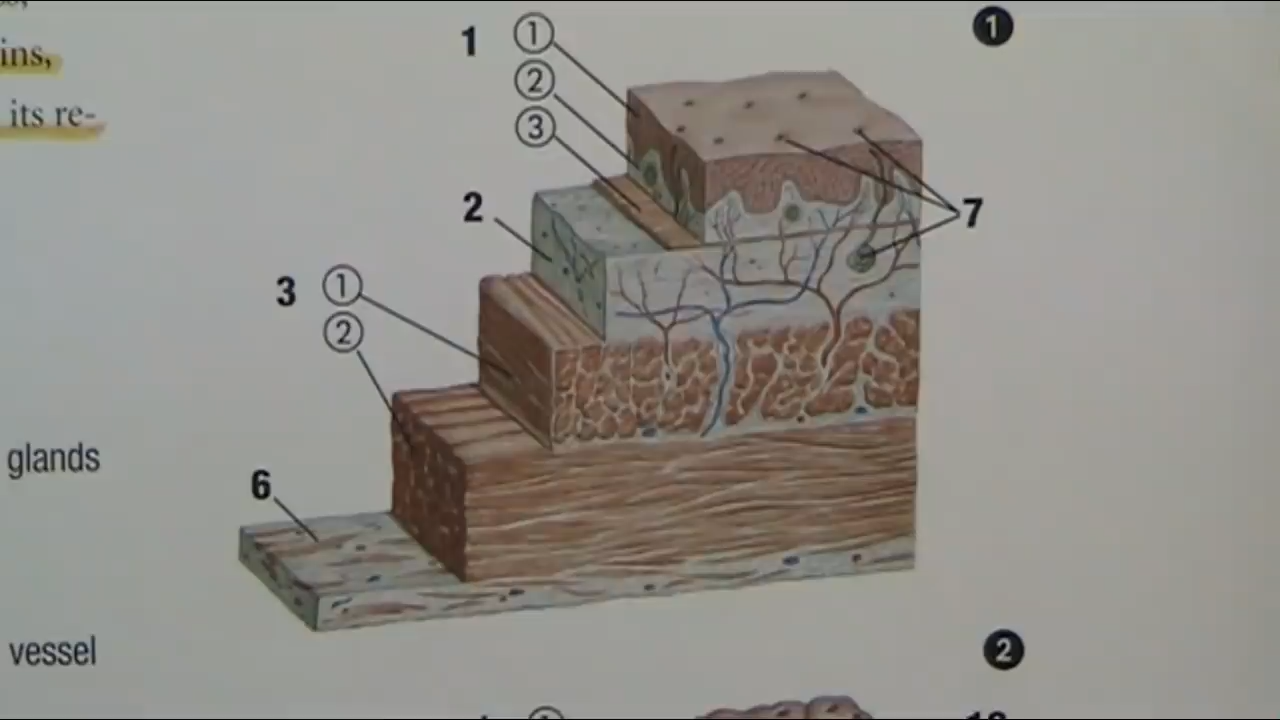 ins,
its re-
glands
vessel
1 ① ❶
②
③
2
7
3 ①
②
6
❷